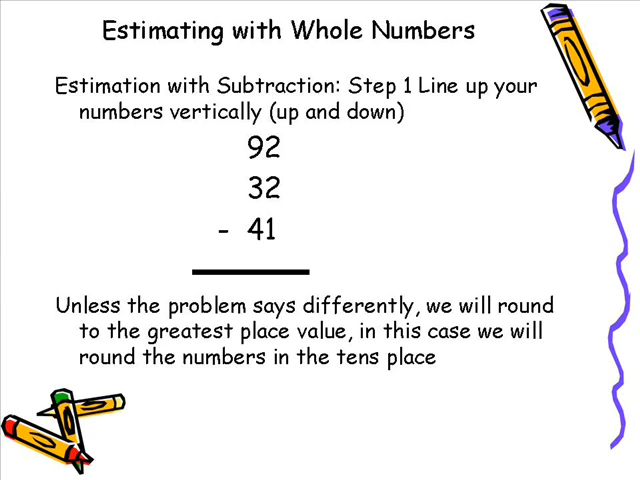 Estimating with Whole Numbers
Estimation with Subtraction: Step 1 Line up your
numbers vertically (up and down)
92
32
- 41
Unless the problem says differently, we will round
to the greatest place value, in this case we will
round the numbers in the tens place